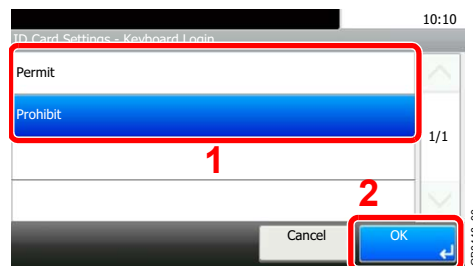 10:10
ID Card Settings - Keyboard Login
Permit
Prohibit
1/1
1
2
Cancel
OK